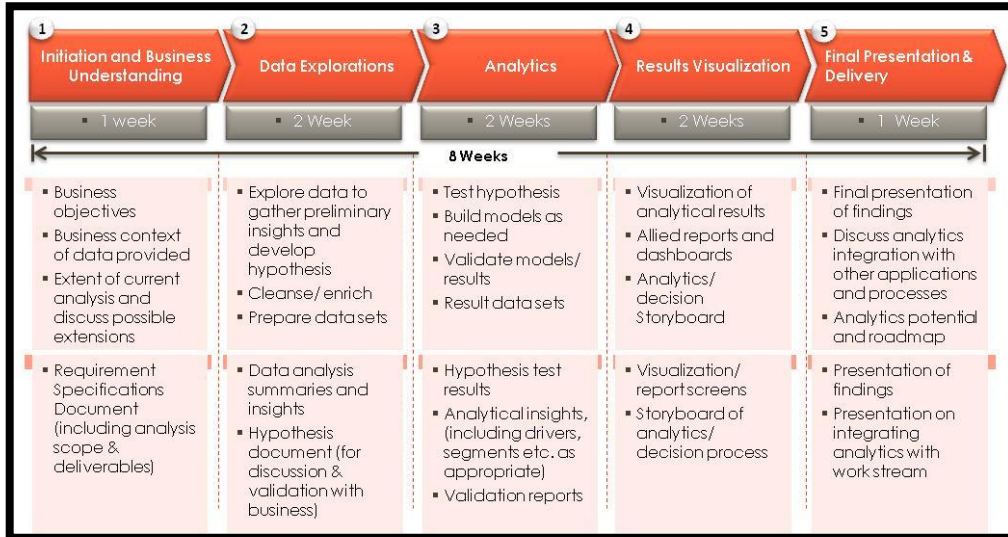 1
Initiation and Business
Understanding
2
Data Explorations
3
Analytics
4
Results Visualization
5
Final Presentation &
Delivery
▪ 1 week
▪ 2 Week
▪ 2 Weeks
▪ 2 Weeks
▪ 1 Week
8 Weeks
▪ Business
objectives
▪ Business context
of data provided
▪ Extent of current
analysis and
discuss possible
extensions
▪ Explore data to
gather preliminary
insights and
develop
hypothesis
▪ Cleanse/ enrich
▪ Prepare data sets
▪ Test hypothesis
▪ Build models as
needed
▪ Validate models/
results
▪ Result data sets
▪ Visualization of
analytical results
▪ Allied reports and
dashboards
▪ Analytics/
decision
Storyboard
▪ Final presentation
of findings
▪ Discuss analytics
integration with
other applications
and processes
▪ Analytics potential
and roadmap
▪ Requirement
Specifications
Document
(including analysis
scope &
deliverables)
▪ Data analysis
summaries and
insights
▪ Hypothesis
document (for
discussion &
validation with
business)
▪ Hypothesis test
results
▪ Analytical insights,
(including drivers,
segments etc. as
appropriate)
▪ Validation reports
▪ Visualization/
report screens
▪ Storyboard of
analytics/
decision process
▪ Presentation of
findings
▪ Presentation on
integrating
analytics with
work stream